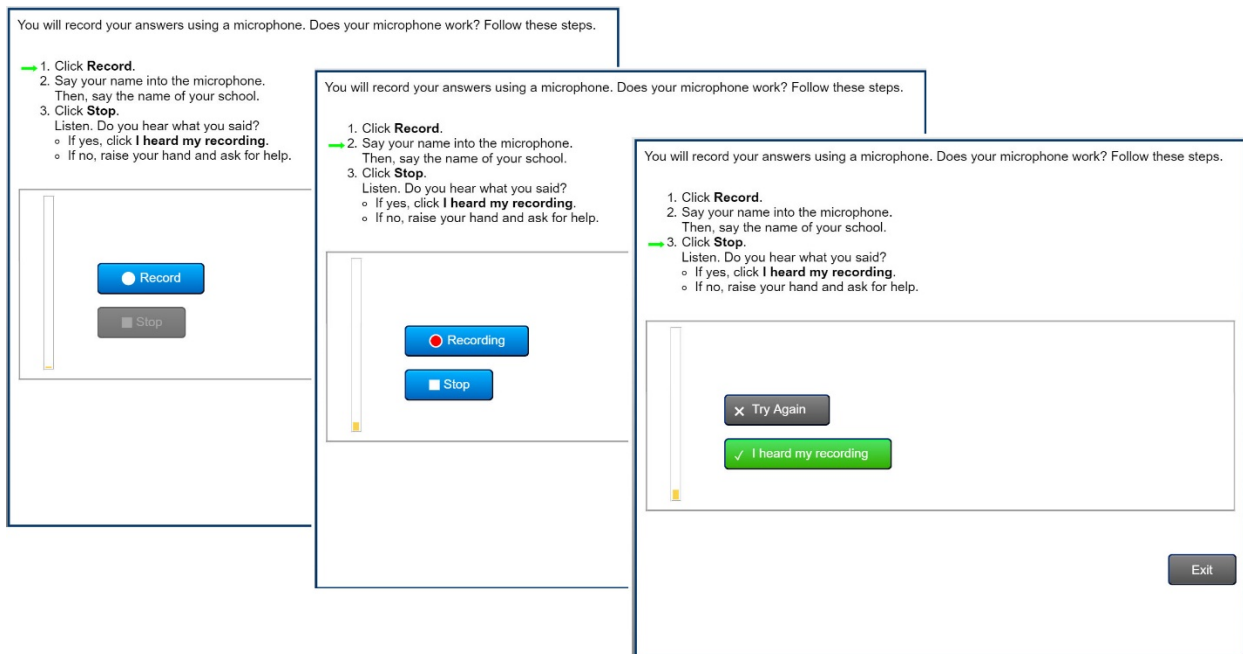 You will record your answers using a microphone. Does your microphone work? Follow these steps.
1. Click Record.
2. Say your name into the microphone.
Then, say the name of your school.
3. Click Stop.
Listen. Do you hear what you said?
◦ If yes, click I heard my recording.
◦ If no, raise your hand and ask for help.
Record
Stop
You will record your answers using a microphone. Does your microphone work? Follow these steps.
1. Click Record.
2. Say your name into the microphone.
Then, say the name of your school.
3. Click Stop.
Listen. Do you hear what you said?
◦ If yes, click I heard my recording.
◦ If no, raise your hand and ask for help.
Recording
Stop
You will record your answers using a microphone. Does your microphone work? Follow these steps.
1. Click Record.
2. Say your name into the microphone.
Then, say the name of your school.
3. Click Stop.
Listen. Do you hear what you said?
◦ If yes, click I heard my recording.
◦ If no, raise your hand and ask for help.
Try Again
I heard my recording
Exit